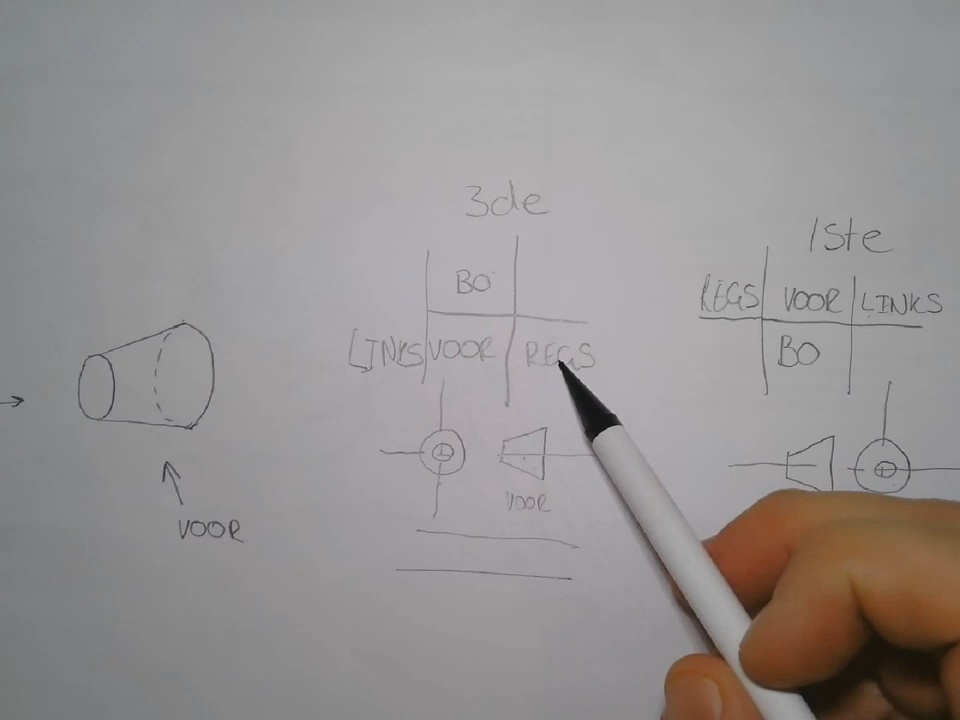 3de
BO
LINKS VOOR REGS
VOOR
VOOR
1ste
REGS VOOR LINKS
BO